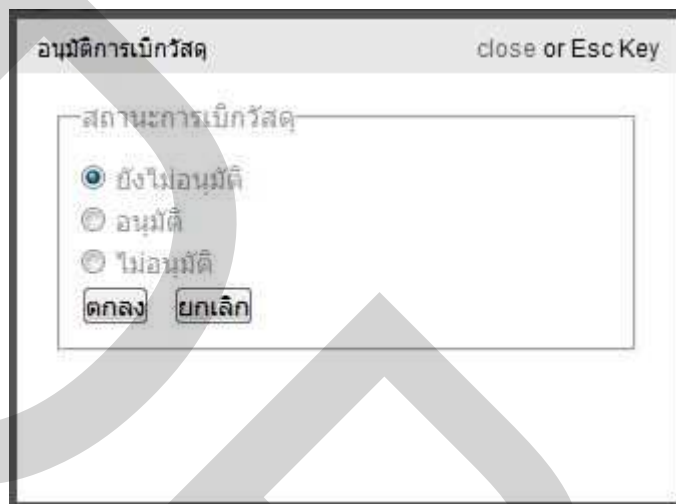 อนุมัติการเบิกวัสดุ close or Esc Key
สถานะการเบิกวัสดุ
ยังไม่อนุมัติ
อนุมัติ
ไม่อนุมัติ
ตกลง ยกเลิก